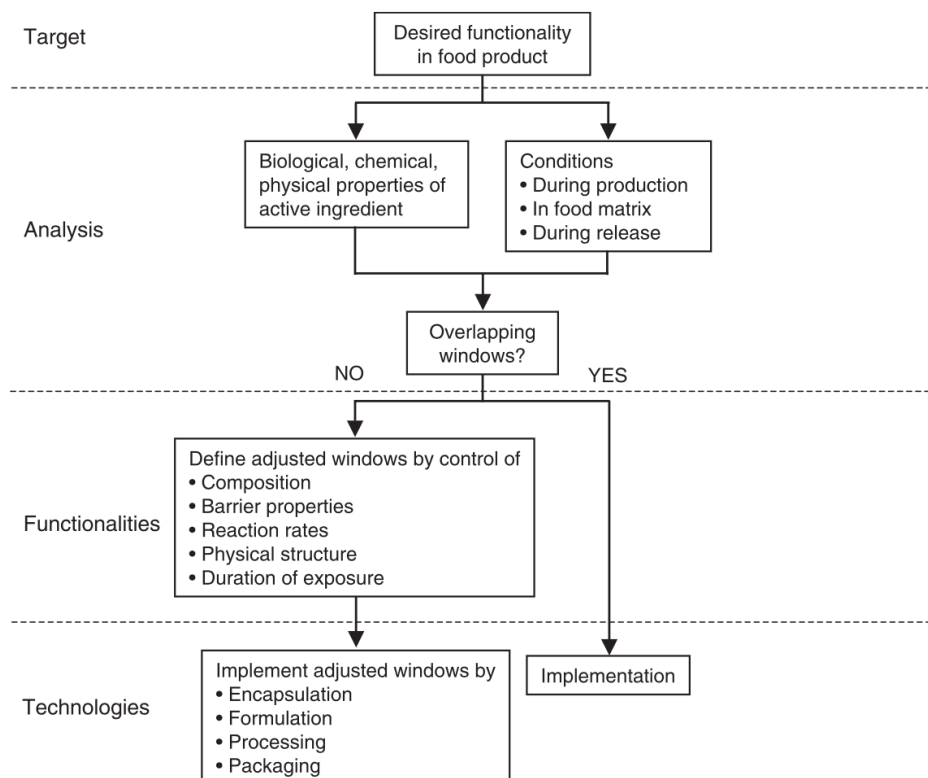 Target
Desired functionality
in food product
Analysis
Biological, chemical,
physical properties of
active ingredient
Conditions
• During production
• In food matrix
• During release
Overlapping
windows?
NO
YES
Functionalities
Define adjusted windows by control of
• Composition
• Barrier properties
• Reaction rates
• Physical structure
• Duration of exposure
Technologies
Implement adjusted windows by
• Encapsulation
• Formulation
• Processing
• Packaging
Implementation